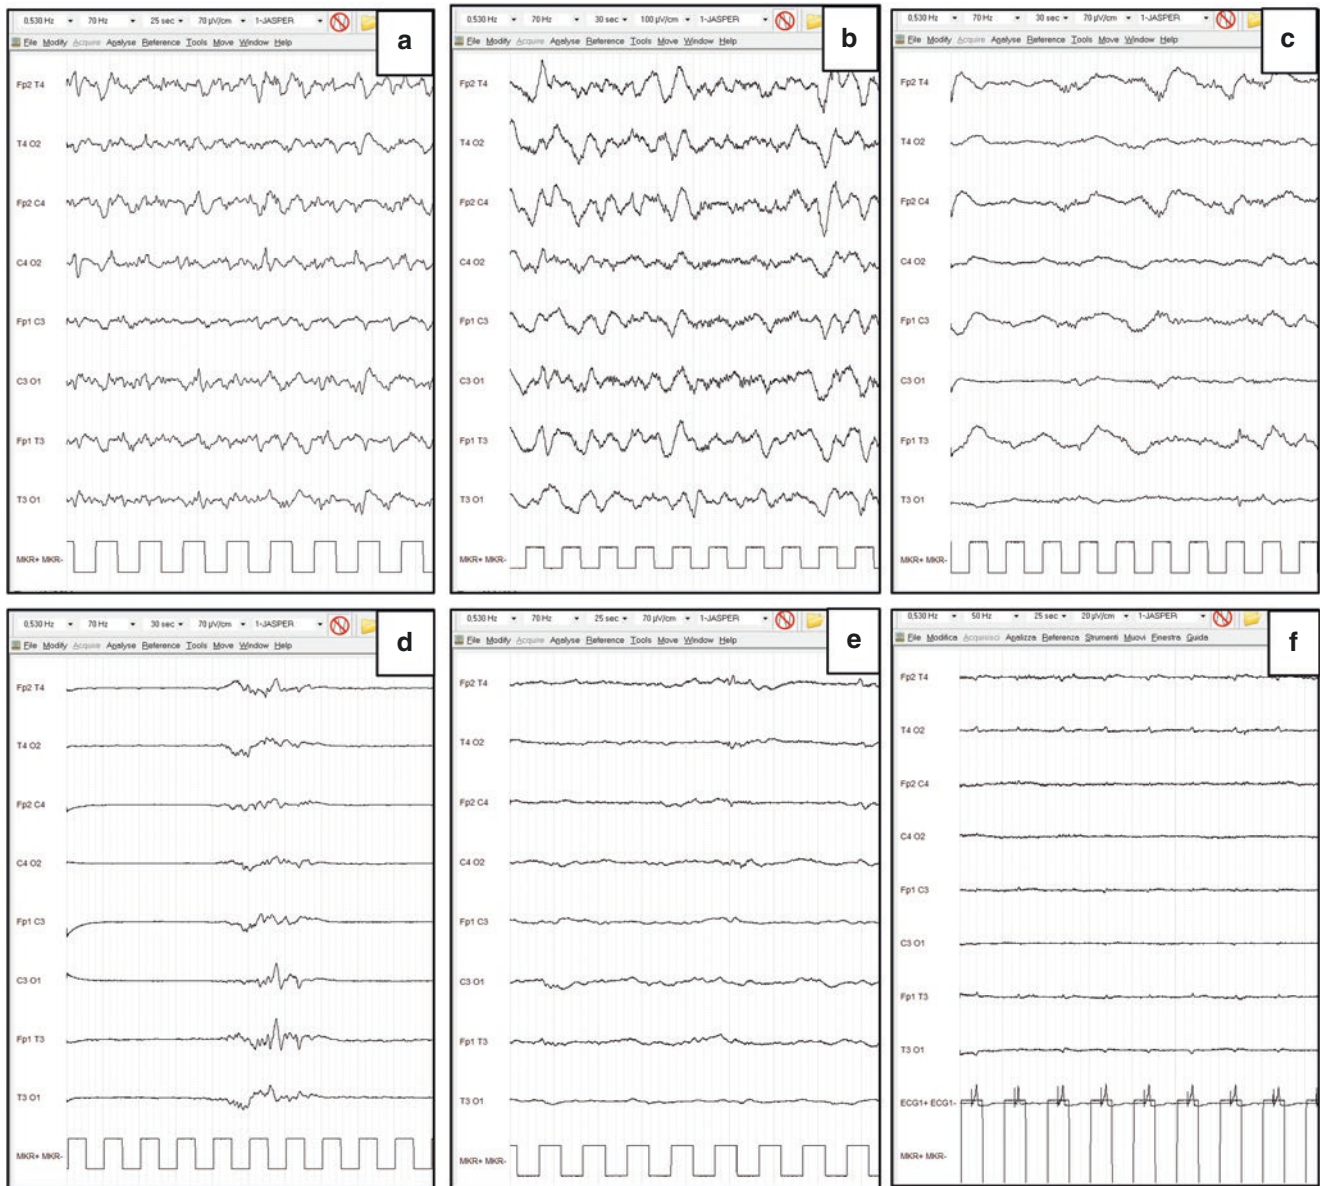 0,530 Hz 70 Hz 25 sec 70 µV/cm 1-JASPER
File Modify Acquire Analyse Reference Tools Move Window Help
a
Fp2 T4
T4 O2
Fp2 C4
C4 O2
Fp1 C3
C3 O1
Fp1 T3
T3 O1
MKR+ MKR-
0,530 Hz 70 Hz 30 sec 100 µV/cm 1-JASPER
File Modify Acquire Analyse Reference Tools Move Window Help
b
Fp2 T4
T4 O2
Fp2 C4
C4 O2
Fp1 C3
C3 O1
Fp1 T3
T3 O1
MKR+ MKR-
0,530 Hz 70 Hz 30 sec 70 µV/cm 1-JASPER
File Modify Acquire Analyse Reference Tools Move Window Help
c
Fp2 T4
T4 O2
Fp2 C4
C4 O2
Fp1 C3
C3 O1
Fp1 T3
T3 O1
MKR+ MKR-
0,530 Hz 70 Hz 30 sec 70 µV/cm 1-JASPER
File Modify Acquire Analyse Reference Tools Move Window Help
d
Fp2 T4
T4 O2
Fp2 C4
C4 O2
Fp1 C3
C3 O1
Fp1 T3
T3 O1
MKR+ MKR-
0,530 Hz 70 Hz 25 sec 70 µV/cm 1-JASPER
File Modify Acquire Analyse Reference Tools Move Window Help
e
Fp2 T4
T4 O2
Fp2 C4
C4 O2
Fp1 C3
C3 O1
Fp1 T3
T3 O1
MKR+ MKR-
0,530 Hz 50 Hz 25 sec 20 µV/cm 1-JASPER
File Modifica Acquisisci Analizza Referenza Strumenti Muovi Finestra Guida
f
Fp2 T4
T4 O2
Fp2 C4
C4 O2
Fp1 C3
C3 O1
Fp1 T3
T3 O1
ECG1+ ECG1-
MKR+ MKR-